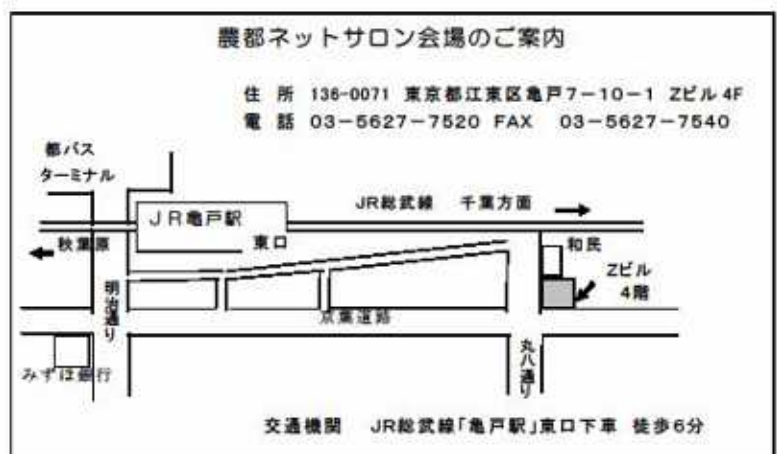 農都ネットサロン会場のご案内
住 所 136-0071 東京都江東区亀戸7-10-1 Zビル 4F
電 話 03-5627-7520 FAX 03-5627-7540
都バス
ターミナル
JR亀戸駅
JR総武線 千葉方面
秋葉原
東口
和民
Zビル
4階
明治通り
京葉道路
丸八通り
みずほ銀行
交通機関 JR総武線「亀戸駅」東口下車 徒歩6分